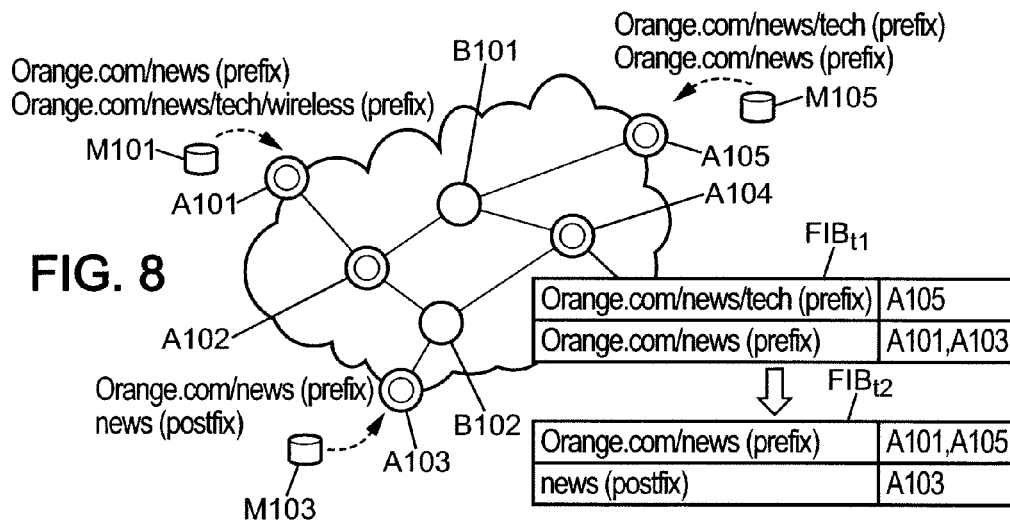 Orange.com/news/tech (prefix)
Orange.com/news (prefix)
B101
Orange.com/news (prefix)
Orange.com/news/tech/wireless (prefix)
M105
M101
A105
A101
A104
FIG. 8
FIBt1
Orange.com/news/tech (prefix) A105
Orange.com/news (prefix) A101,A103
A102
FIBt2
Orange.com/news (prefix)
news (postfix)
B102
A103
M103
Orange.com/news (prefix) A101,A105
news (postfix) A103